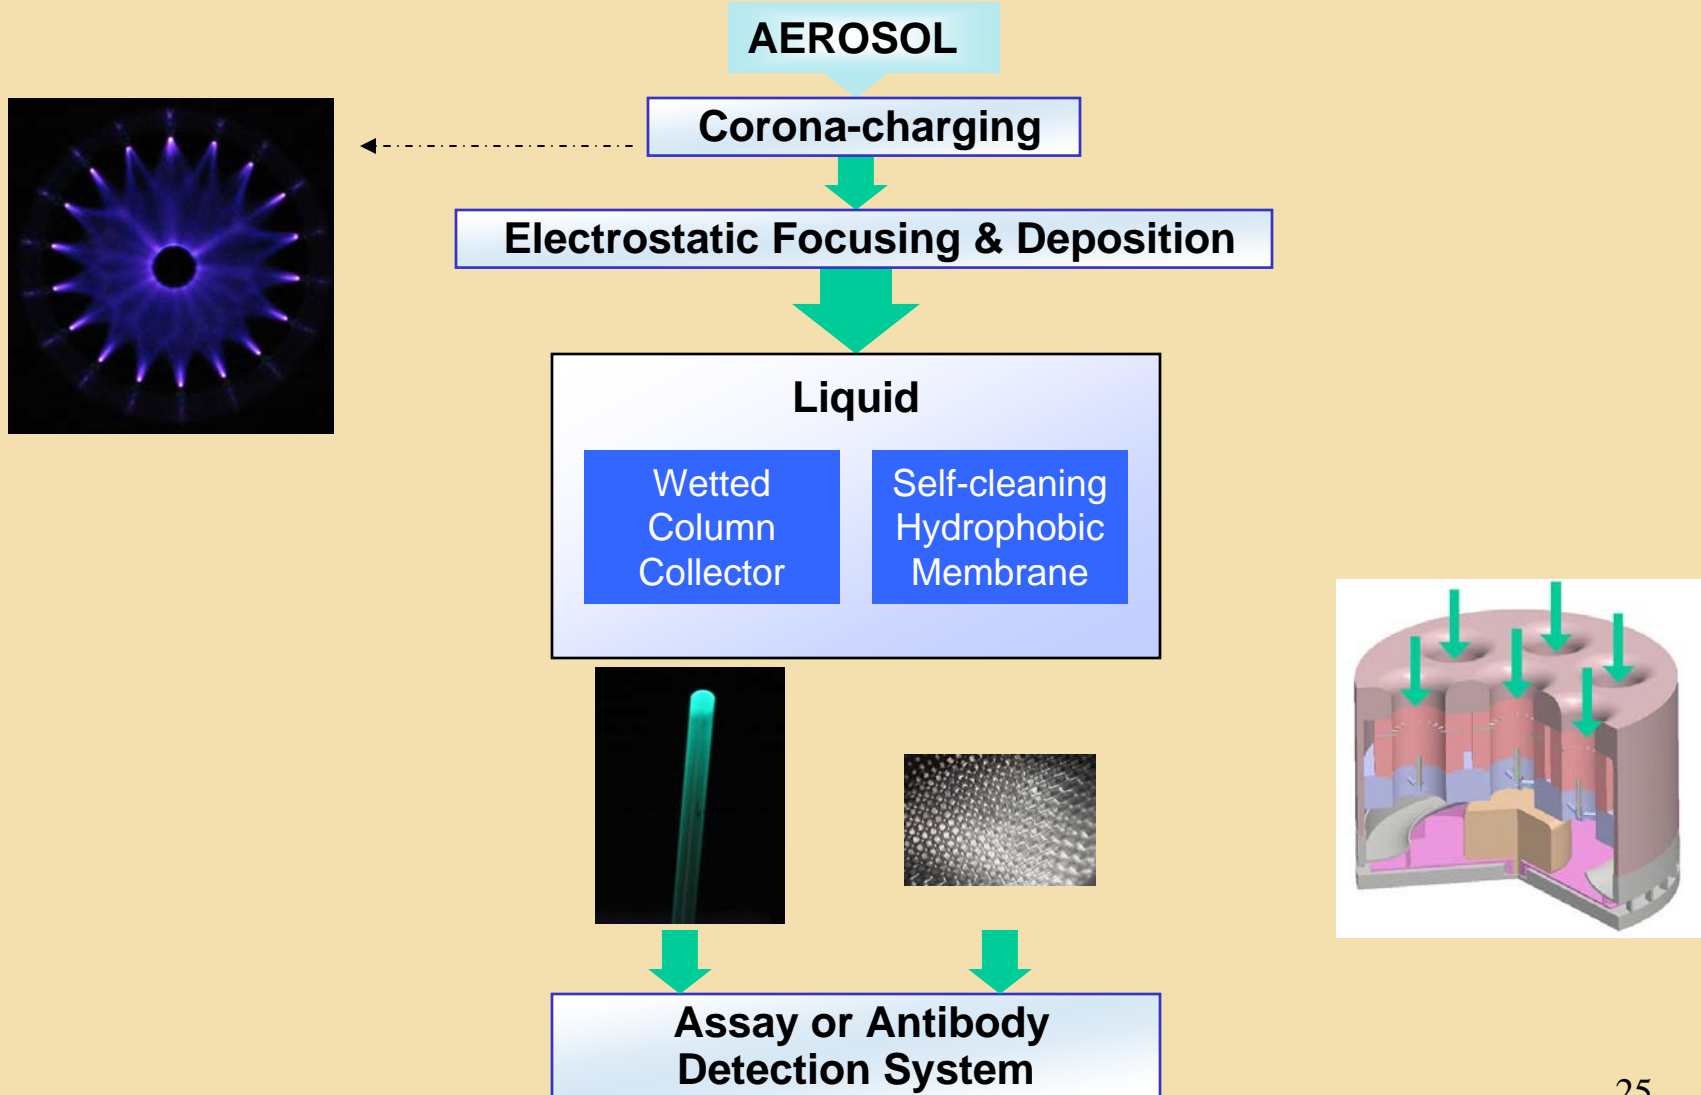 AEROSOL
Corona-charging
Electrostatic Focusing & Deposition
Liquid
Wetted
Column
Collector
Self-cleaning
Hydrophobic
Membrane
Assay or Antibody
Detection System
25